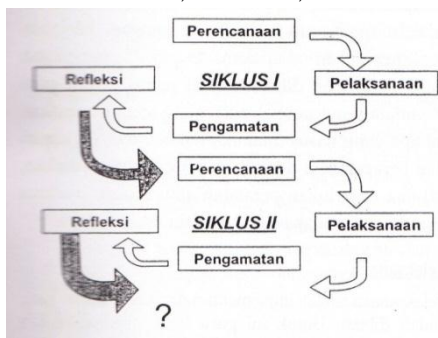 Perencanaan
Refleksi
SIKLUS I
Pelaksanaan
Pengamatan
Perencanaan
Refleksi
SIKLUS II
Pelaksanaan
Pengamatan
?